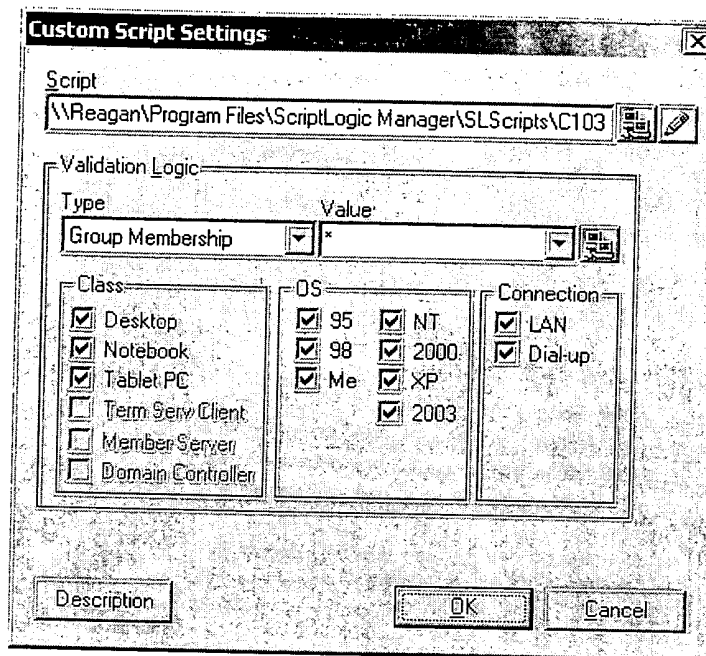 Custom Script Settings
Script
\\Reagan\Program Files\ScriptLogic Manager\SLScripts\C103
Validation Logic
Type Value:
Group Membership *
Class OS Connection
Desktop 95 NT LAN
Notebook 98 2000 Dial-up
Tablet PC Me XP
Term Serv Client 2003
Member Server
Domain Controller
Description OK Cancel